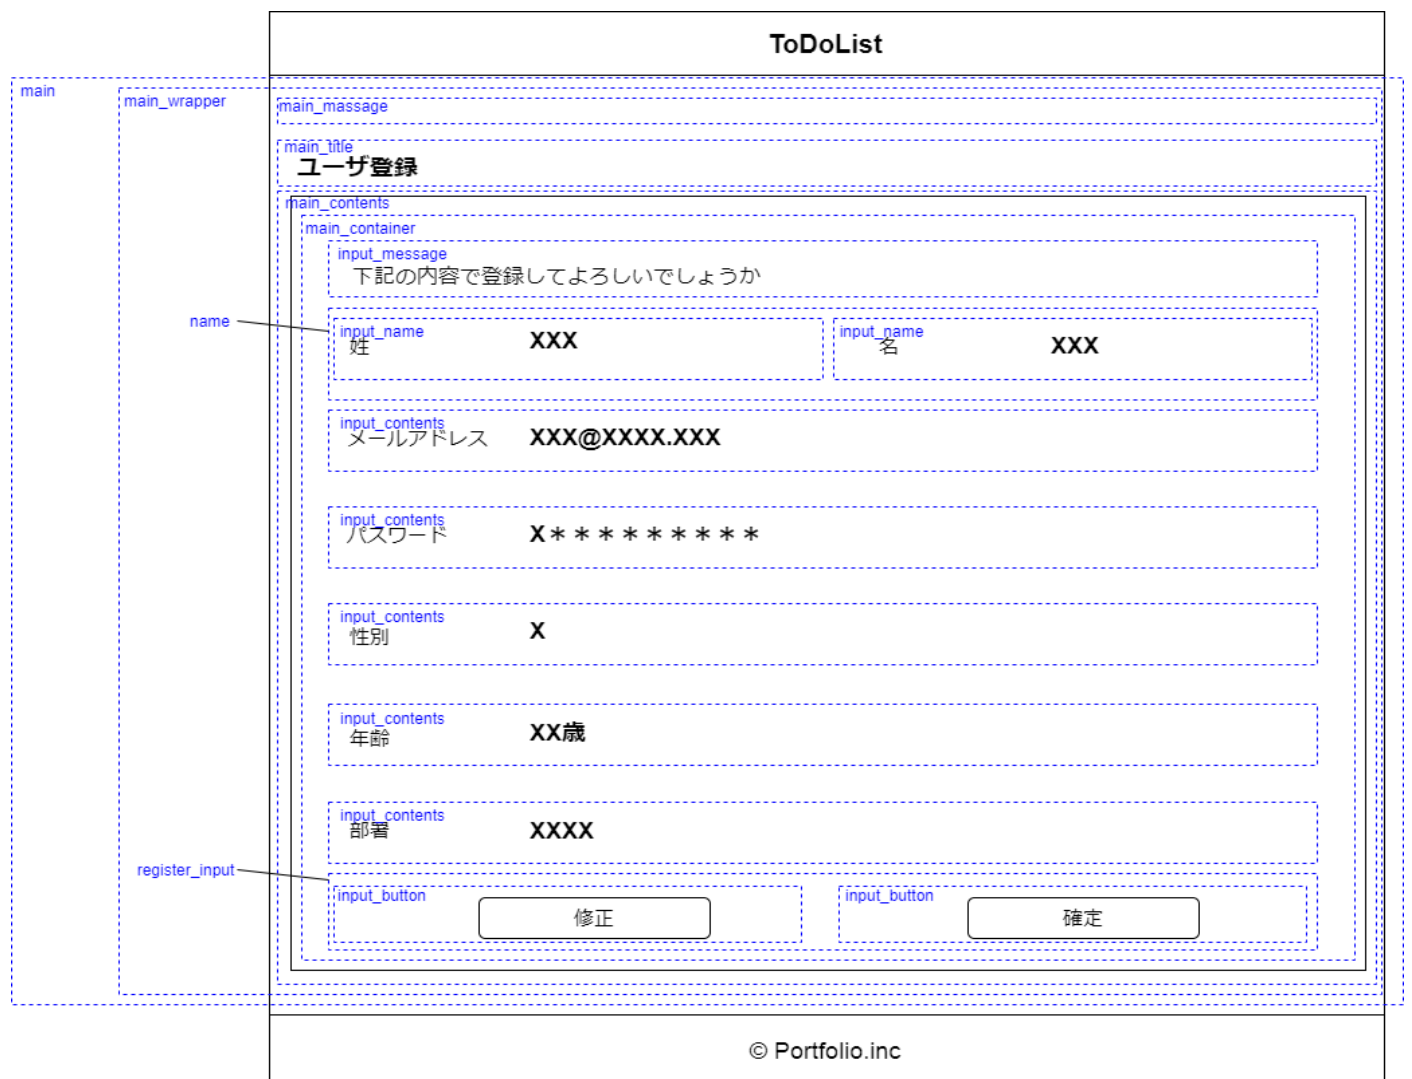 ToDoList
main
main_wrapper
main_massage
main_title
ユーザ登録
main_contents
main_container
input_message
下記の内容で登録してよろしいでしょうか
name
input_name
姓 XXX
input_name
名 XXX
input_contents
メールアドレス XXX@XXXX.XXX
input_contents
パスワード X＊＊＊＊＊＊＊＊＊
input_contents
性別 X
input_contents
年齢 XX歳
input_contents
部署 XXXX
register_input
input_button
修正
input_button
確定
© Portfolio.inc